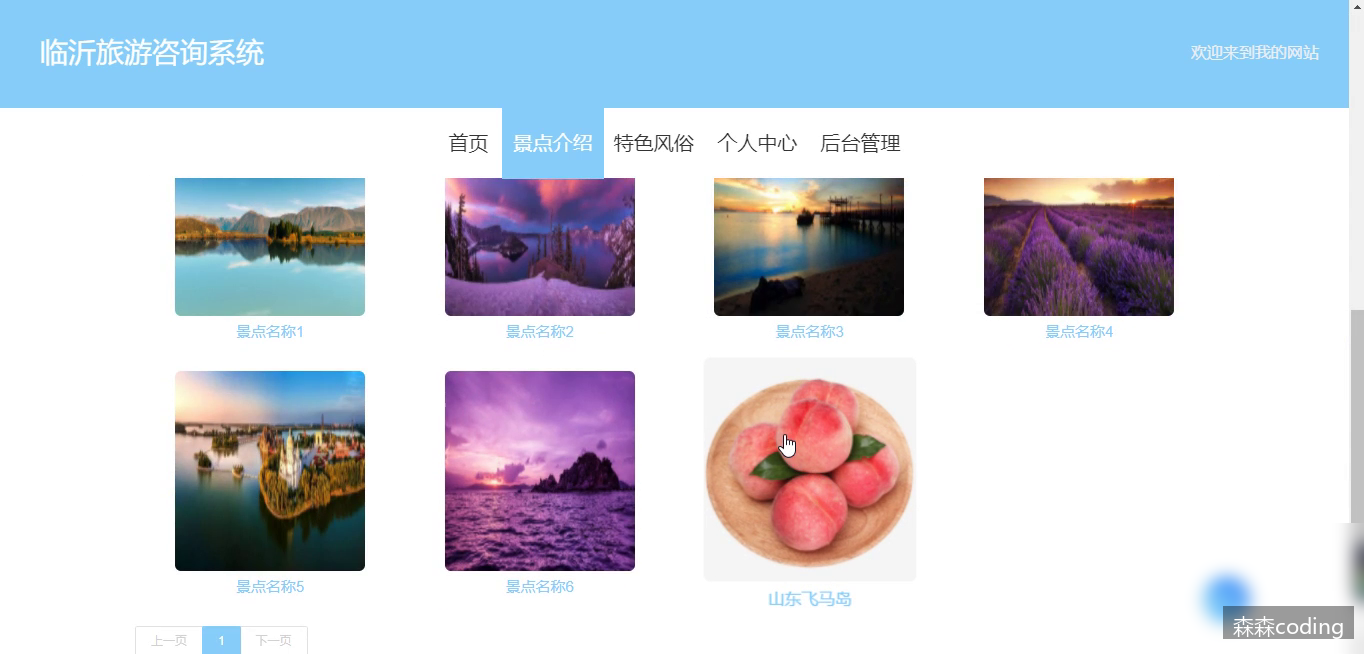 临沂旅游咨询系统
欢迎来到我的网站
首页 景点介绍 特色风俗 个人中心 后台管理
景点名称1 景点名称2 景点名称3 景点名称4
景点名称5 景点名称6 山东飞马岛
上一页 1 下一页
森森coding